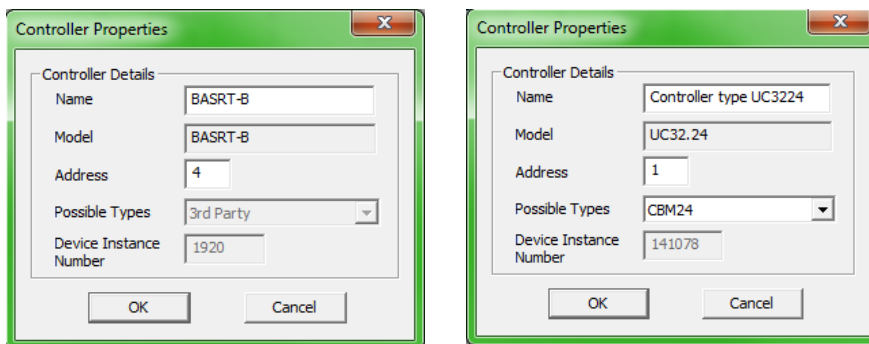 Controller Properties
x
Controller Details
Name BASRT-B
Model BASRT-B
Address 4
Possible Types 3rd Party
Device Instance
Number 1920
OK Cancel
Controller Properties
x
Controller Details
Name Controller type UC3224
Model UC32.24
Address 1
Possible Types CBM24
Device Instance
Number 141078
OK Cancel